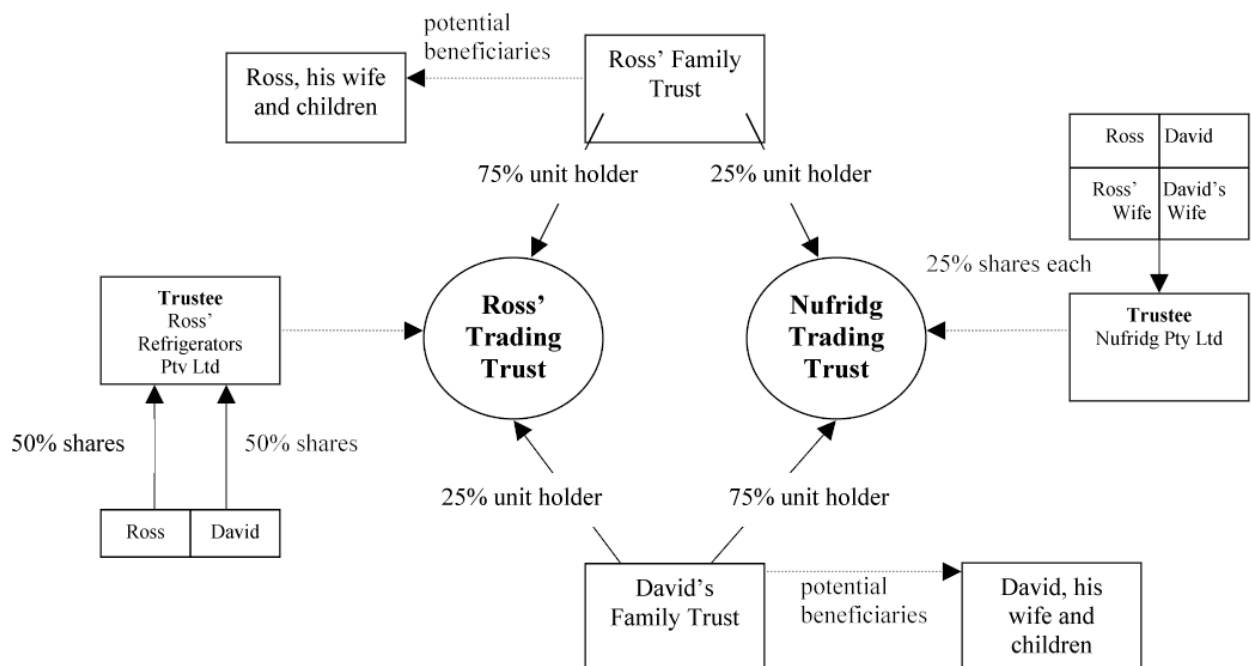 potential
beneficiaries
Ross, his wife
and children
Ross’ Family
Trust
Ross
David
Ross’
Wife
David’s
Wife
75% unit holder
25% unit holder
25% shares each
Trustee
Ross’
Refrigerators
Pty Ltd
Ross’
Trading
Trust
Nufridg
Trading
Trust
Trustee
Nufridg Pty Ltd
50% shares
50% shares
Ross
David
25% unit holder
75% unit holder
David’s
Family Trust
potential
beneficiaries
David, his
wife and
children